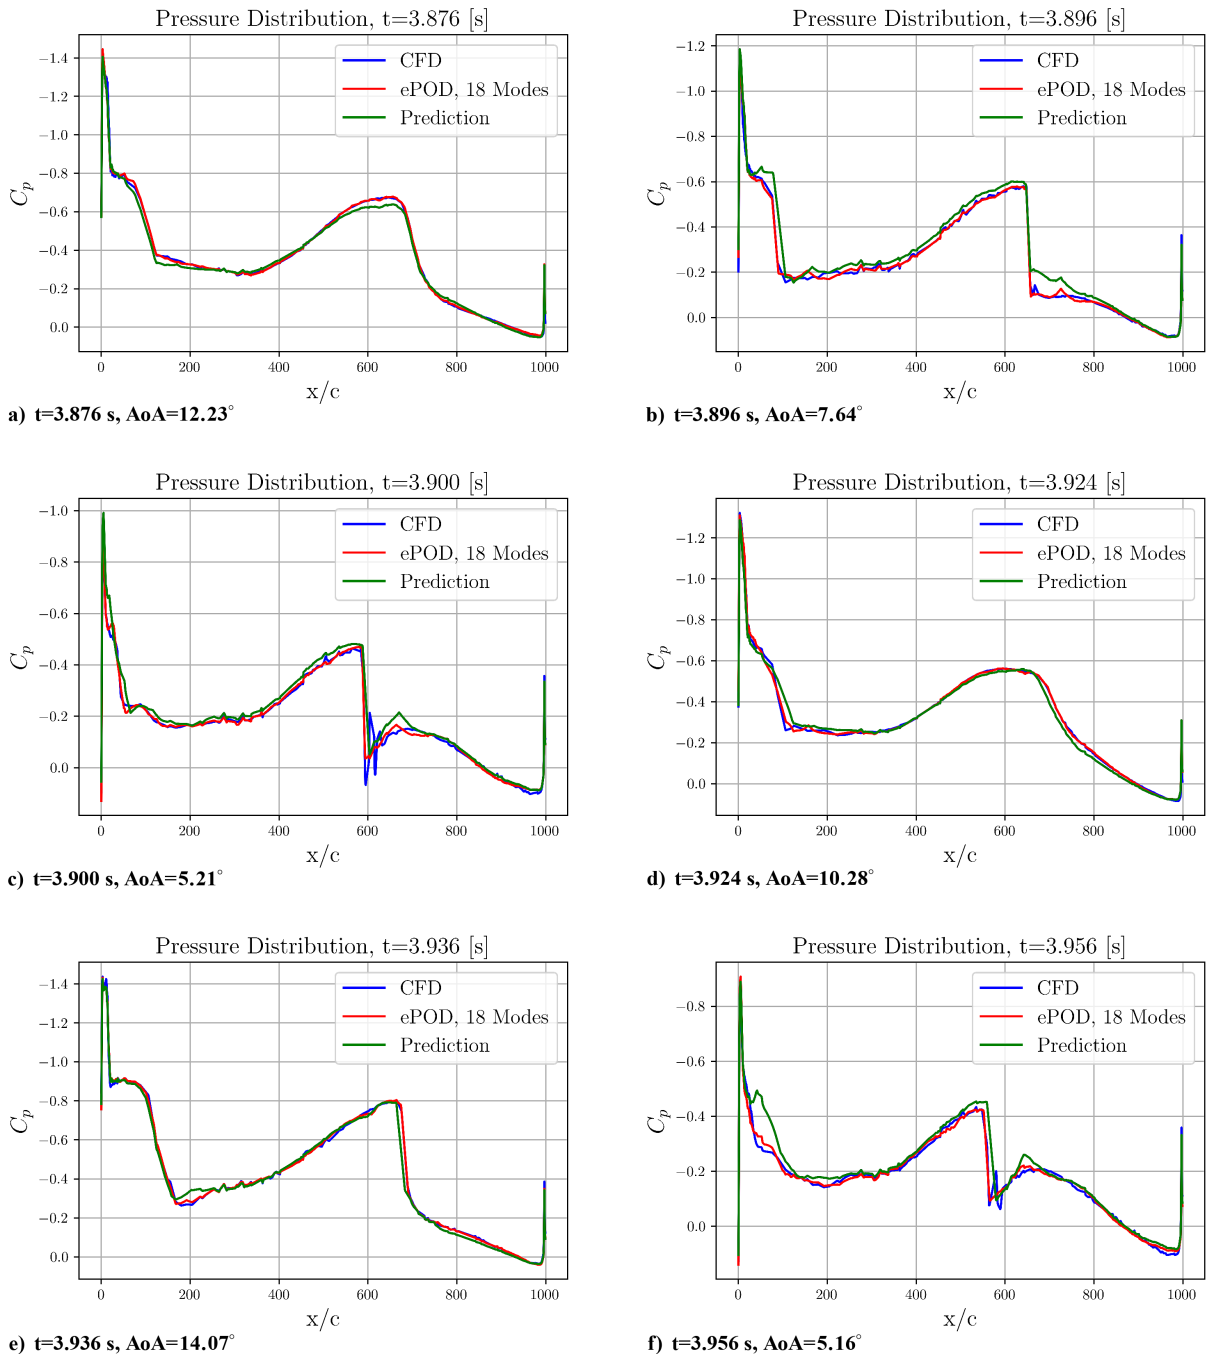 Pressure Distribution, t=3.876 [s]
CFD
ePOD, 18 Modes
Prediction
−1.4
−1.2
−1.0
−0.8
−0.6
−0.4
−0.2
0.0
C_p
0 200 400 600 800 1000
x/c
a) t=3.876 s, AoA=12.23°
Pressure Distribution, t=3.896 [s]
CFD
ePOD, 18 Modes
Prediction
−1.2
−1.0
−0.8
−0.6
−0.4
−0.2
0.0
C_p
0 200 400 600 800 1000
x/c
b) t=3.896 s, AoA=7.64°
Pressure Distribution, t=3.900 [s]
CFD
ePOD, 18 Modes
Prediction
−1.0
−0.8
−0.6
−0.4
−0.2
0.0
C_p
0 200 400 600 800 1000
x/c
c) t=3.900 s, AoA=5.21°
Pressure Distribution, t=3.924 [s]
CFD
ePOD, 18 Modes
Prediction
−1.2
−1.0
−0.8
−0.6
−0.4
−0.2
0.0
C_p
0 200 400 600 800 1000
x/c
d) t=3.924 s, AoA=10.28°
Pressure Distribution, t=3.936 [s]
CFD
ePOD, 18 Modes
Prediction
−1.4
−1.2
−1.0
−0.8
−0.6
−0.4
−0.2
0.0
C_p
0 200 400 600 800 1000
x/c
e) t=3.936 s, AoA=14.07°
Pressure Distribution, t=3.956 [s]
CFD
ePOD, 18 Modes
Prediction
−0.8
−0.6
−0.4
−0.2
0.0
C_p
0 200 400 600 800 1000
x/c
f) t=3.956 s, AoA=5.16°